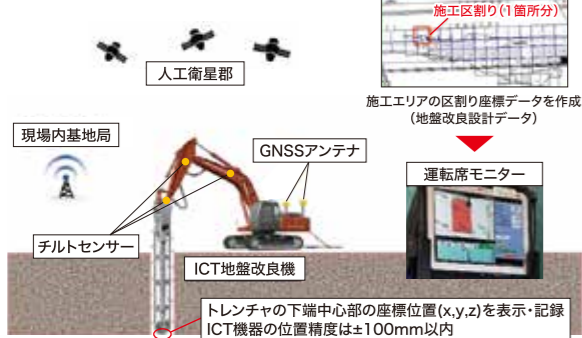 施工区割り(1箇所分)
人工衛星郡
施工エリアの区割り座標データを作成
(地盤改良設計データ)
現場内基地局
GNSSアンテナ
運転席モニター
チルトセンサー
ICT地盤改良機
トレンチャの下端中心部の座標位置(x,y,z)を表示・記録
ICT機器の位置精度は±100mm以内